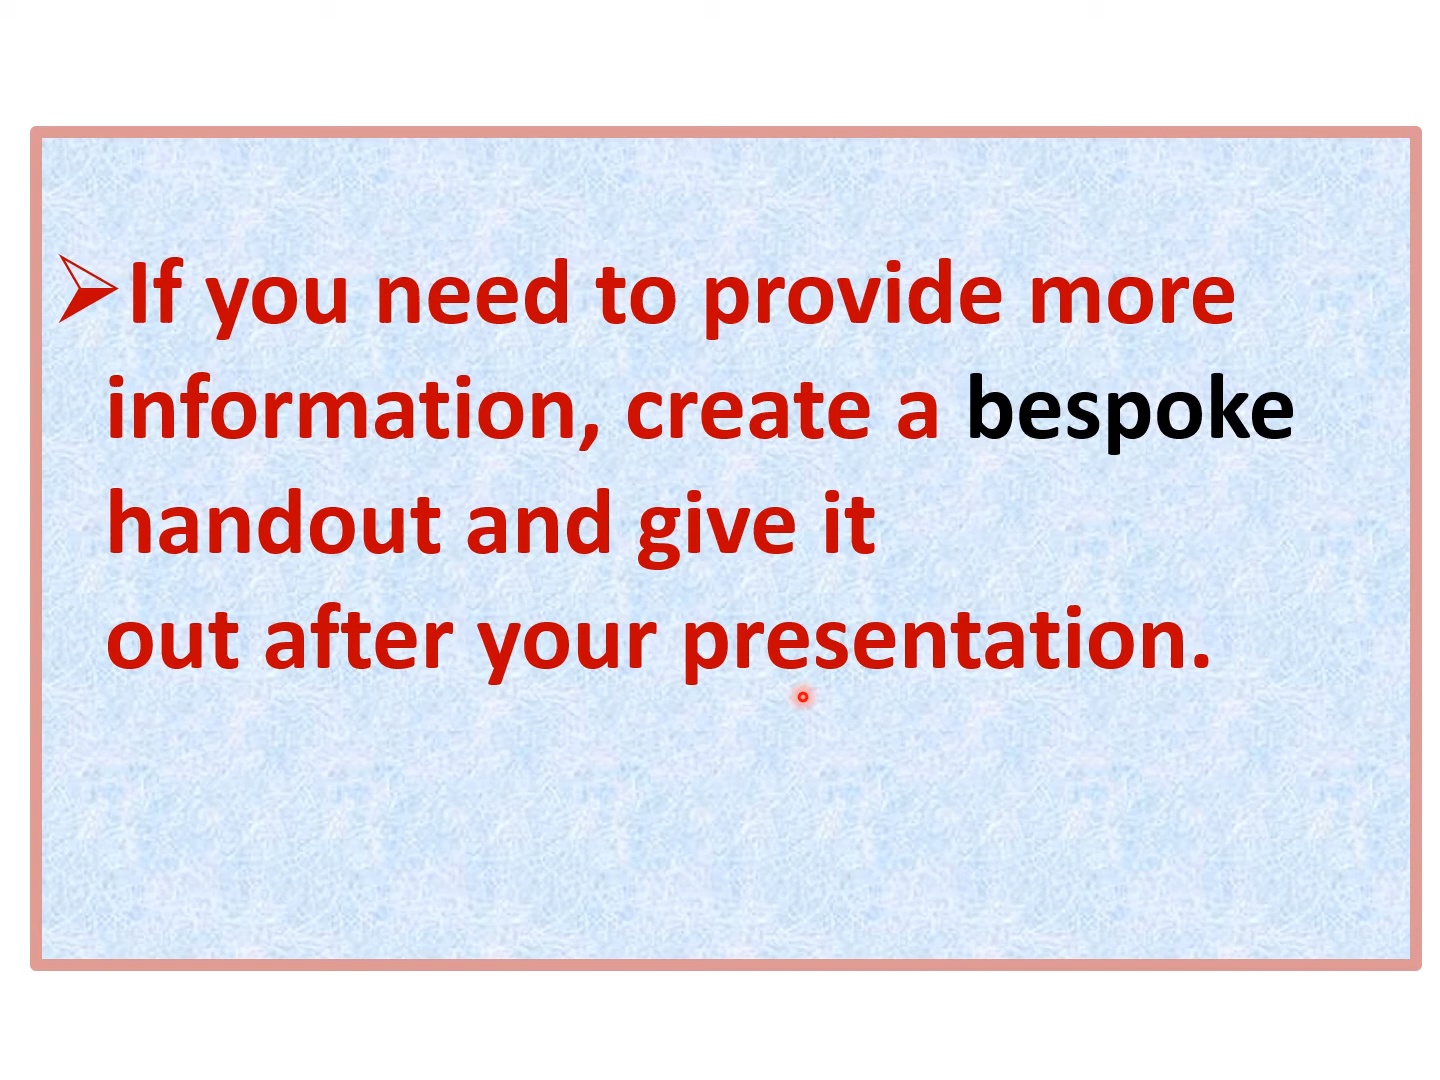 ➢If you need to provide more
information, create a bespoke
handout and give it
out after your presentation.